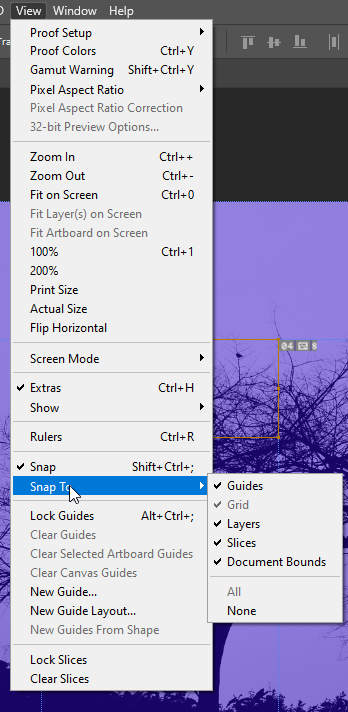 View Window Help
Proof Setup
Proof Colors Ctrl+Y
Gamut Warning Shift+Ctrl+Y
Pixel Aspect Ratio
Pixel Aspect Ratio Correction
32-bit Preview Options...
Zoom In Ctrl++
Zoom Out Ctrl+-
Fit on Screen Ctrl+0
Fit Layer(s) on Screen
Fit Artboard on Screen
100% Ctrl+1
200%
Print Size
Actual Size
Flip Horizontal
Screen Mode
04
Extras Ctrl+H
Show
Rulers Ctrl+R
Snap Shift+Ctrl+;
Snap To
Guides
Grid
Layers
Slices
Document Bounds
All
None
Lock Guides Alt+Ctrl+;
Clear Guides
Clear Selected Artboard Guides
Clear Canvas Guides
New Guide...
New Guide Layout...
New Guides From Shape
Lock Slices
Clear Slices